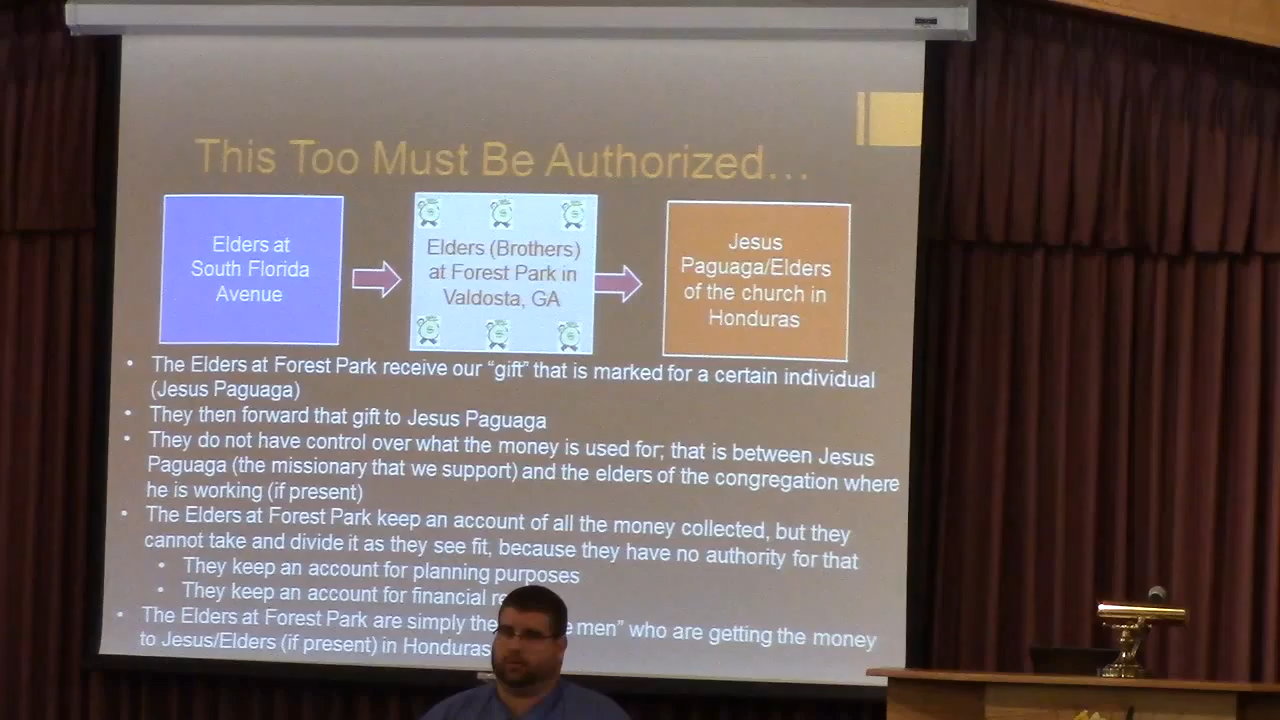 This Too Must Be Authorized…
Elders at
South Florida
Avenue
Elders (Brothers)
at Forest Park in
Valdosta, GA
Jesus
Paguaga/Elders
of the church in
Honduras
• The Elders at Forest Park receive our “gift” that is marked for a certain individual
(Jesus Paguaga)
• They then forward that gift to Jesus Paguaga
• They do not have control over what the money is used for; that is between Jesus
Paguaga (the missionary that we support) and the elders of the congregation where
he is working (if present)
• The Elders at Forest Park keep an account of all the money collected, but they
cannot take and divide it as they see fit, because they have no authority for that
• They keep an account for planning purposes
• They keep an account for financial
• The Elders at Forest Park are simply the men” who are getting the money
to Jesus/Elders (if present) in Honduras